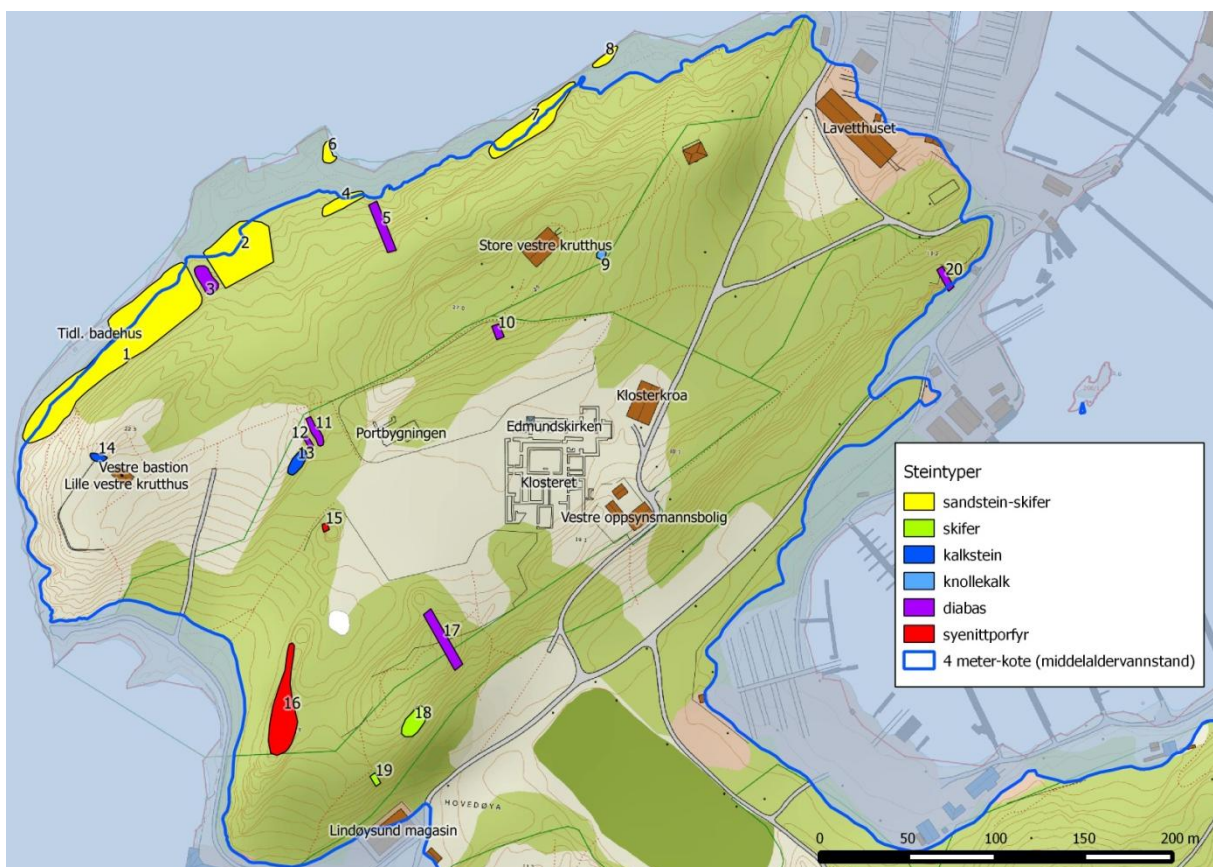 8
7
Lavetthuset
6
4
5
2
Store vestre krutthus
9
20
3
Tidl. badehus
1
10
Klosterkroa
11
12
Portbygningen
Edmundskirken
13
14
Vestre bastion
Lille vestre krutthus
Klosteret
Vestre oppsynsmannsbolig
15
17
16
18
19
HOVEDØYA
Lindøysund magasin
Steintyper
sandstein-skifer
skifer
kalkstein
knollekalk
diabas
syenittporfyr
4 meter-kote (middelaldervannstand)
0 50 100 150 200 m